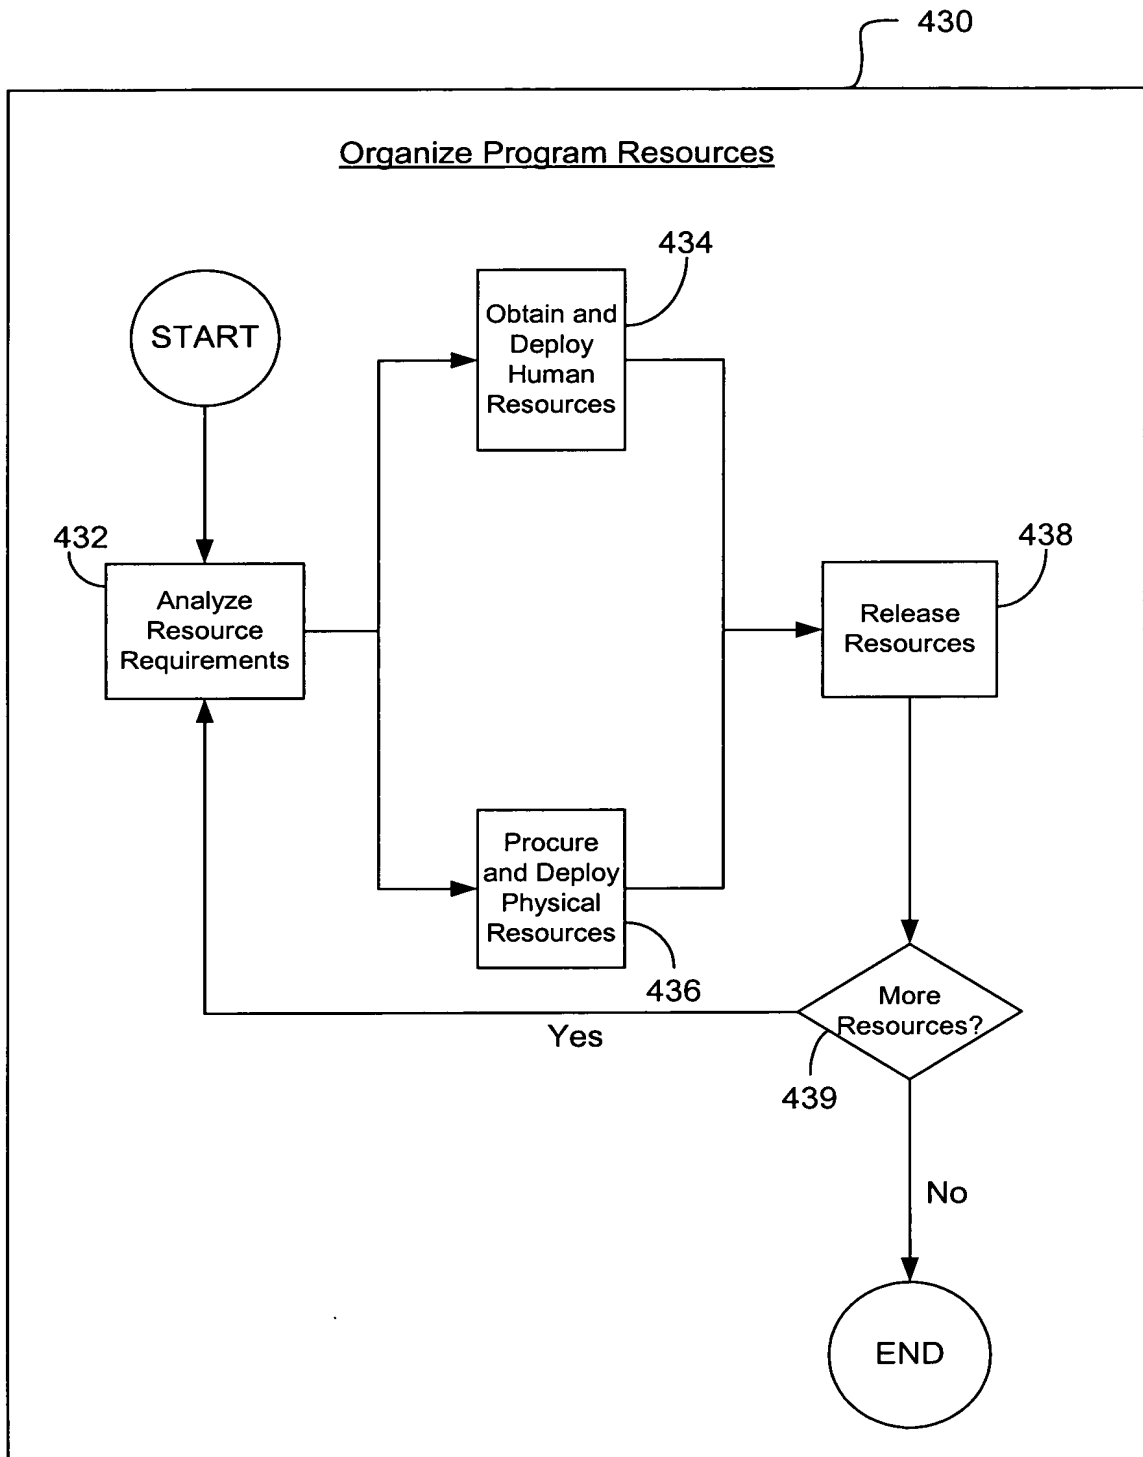 430
Organize Program Resources
434
START
Obtain and
Deploy
Human
Resources
432
Analyze
Resource
Requirements
438
Release
Resources
Procure
and Deploy
Physical
Resources
436
More
Resources?
Yes
439
No
END